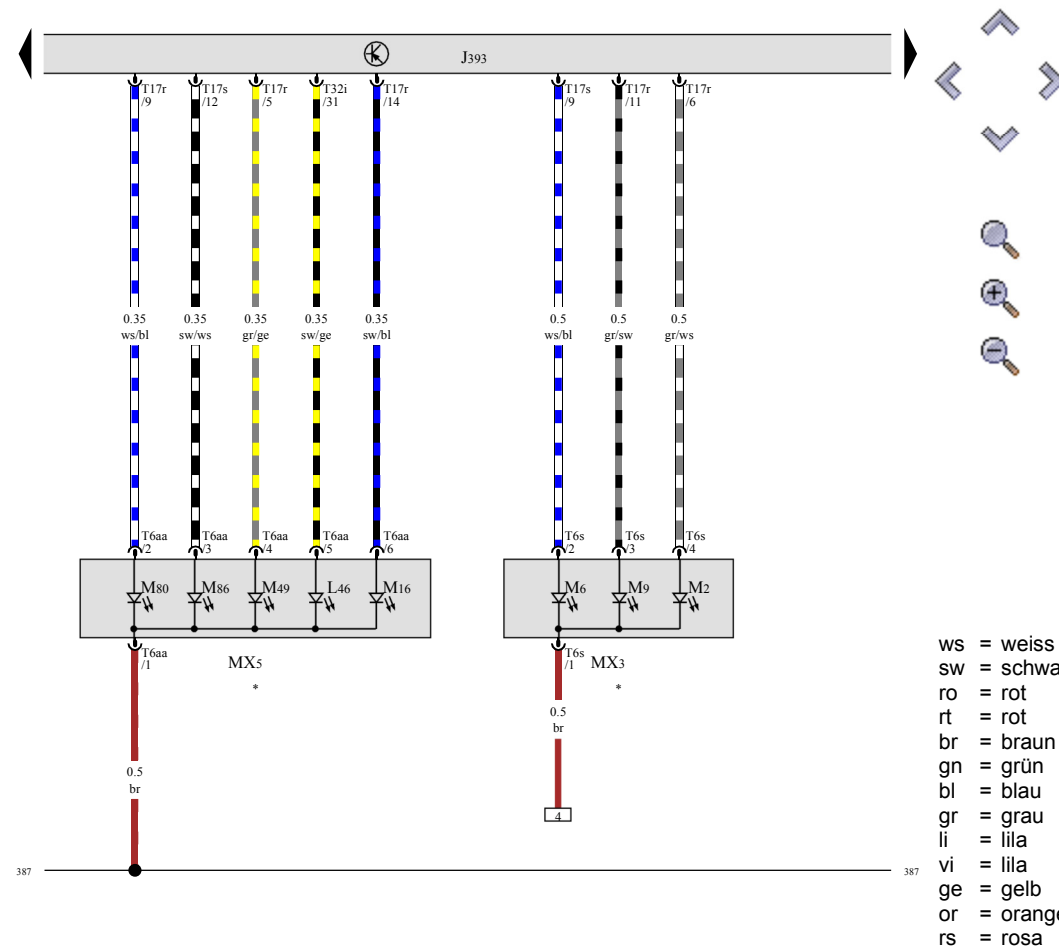 J393
T17r T17s T17r T32i T17r T17s T17r T17r
/9 /12 /5 /31 /14 /9 /11 /6
0.35 0.35 0.35 0.35 0.35 0.5 0.5 0.5
ws/bl sw/ws gr/ge sw/ge sw/bl ws/bl gr/sw gr/ws
T6aa T6aa T6aa T6aa T6aa T6s T6s T6s
/2 /3 /4 /5 /6 /2 /3 /4
M80 M86 M49 L46 M16 M6 M9 M2
T6aa T6s
/1 MX5 /1 MX3
* *
0.5
br
0.5
br
4
387 387
ws = weiss
sw = schwa
ro = rot
rt = rot
br = braun
gn = grün
bl = blau
gr = grau
li = lila
vi = lila
ge = gelb
or = orange
rs = rosa